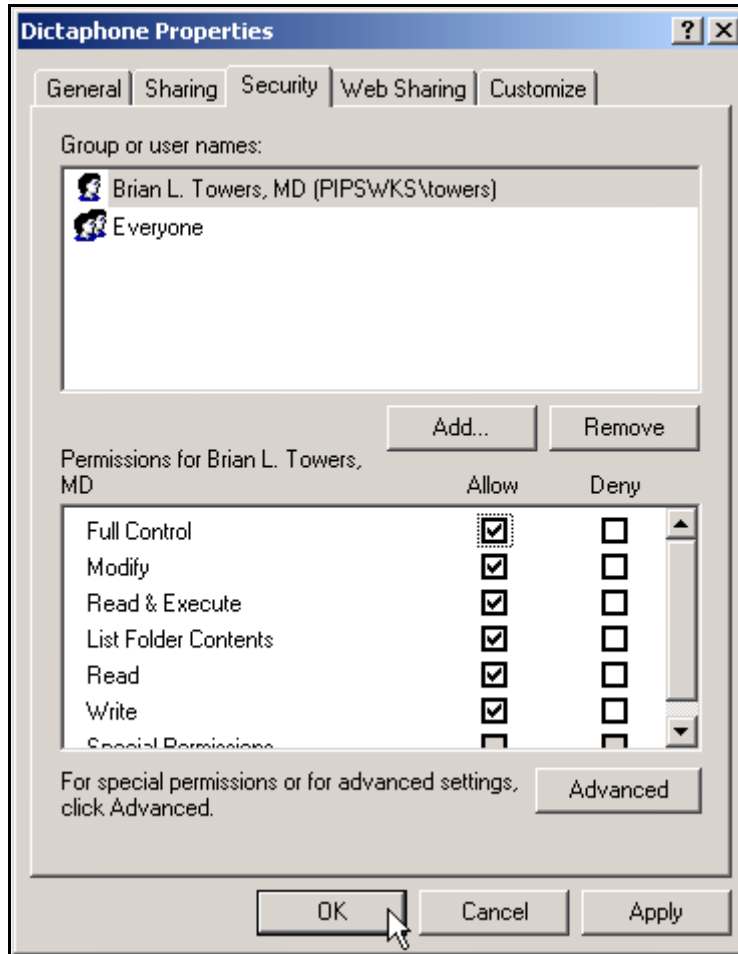 Dictaphone Properties
General Sharing Security Web Sharing Customize
Group or user names:
Brian L. Towers, MD (PIPSWKS\towers)
Everyone
Add... Remove
Permissions for Brian L. Towers,
MD Allow Deny
Full Control
Modify
Read & Execute
List Folder Contents
Read
Write
Special Permissions
For special permissions or for advanced settings,
click Advanced.
Advanced
OK Cancel Apply